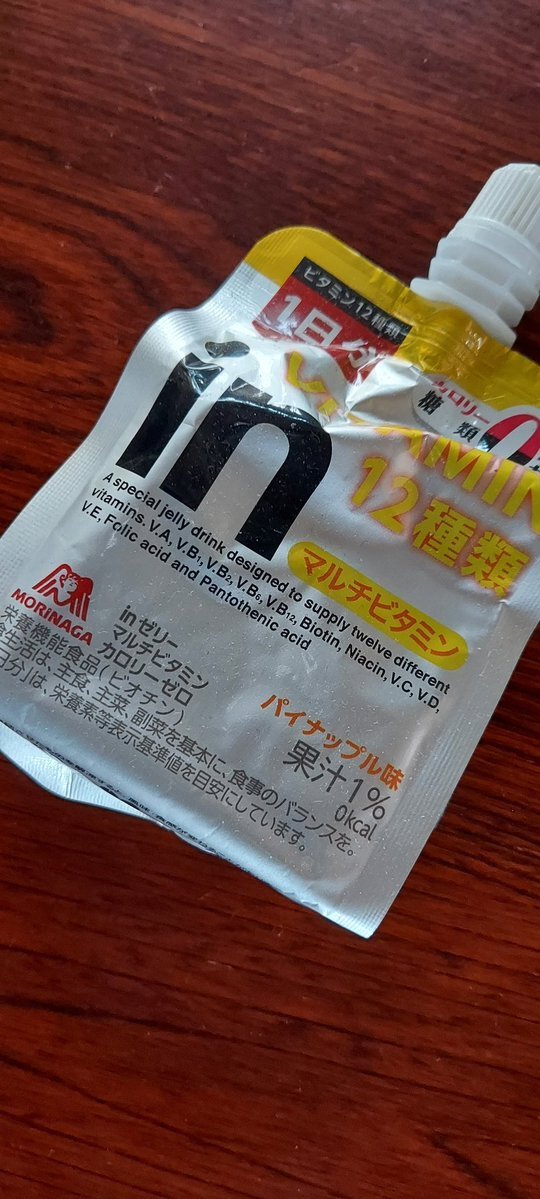 ビタミン12種類
1日分
カロリー
糖類
0
in
VITAMIN
12種類
マルチビタミン
A special jelly drink designed to supply twelve different
vitamins, V.A, V.B1, V.B2, V.B6, V.B12, Biotin, Niacin, V.C, V.D,
V.E, Folic acid and Pantothenic acid
MORINAGA
inゼリー
マルチビタミン
カロリーゼロ
パイナップル味
果汁1%
0kcal
栄養機能食品(ビオチン)
生活は、主食、主菜、副菜を基本に、食事のバランスを。
日分」は、栄養素等表示基準値を目安にしています。